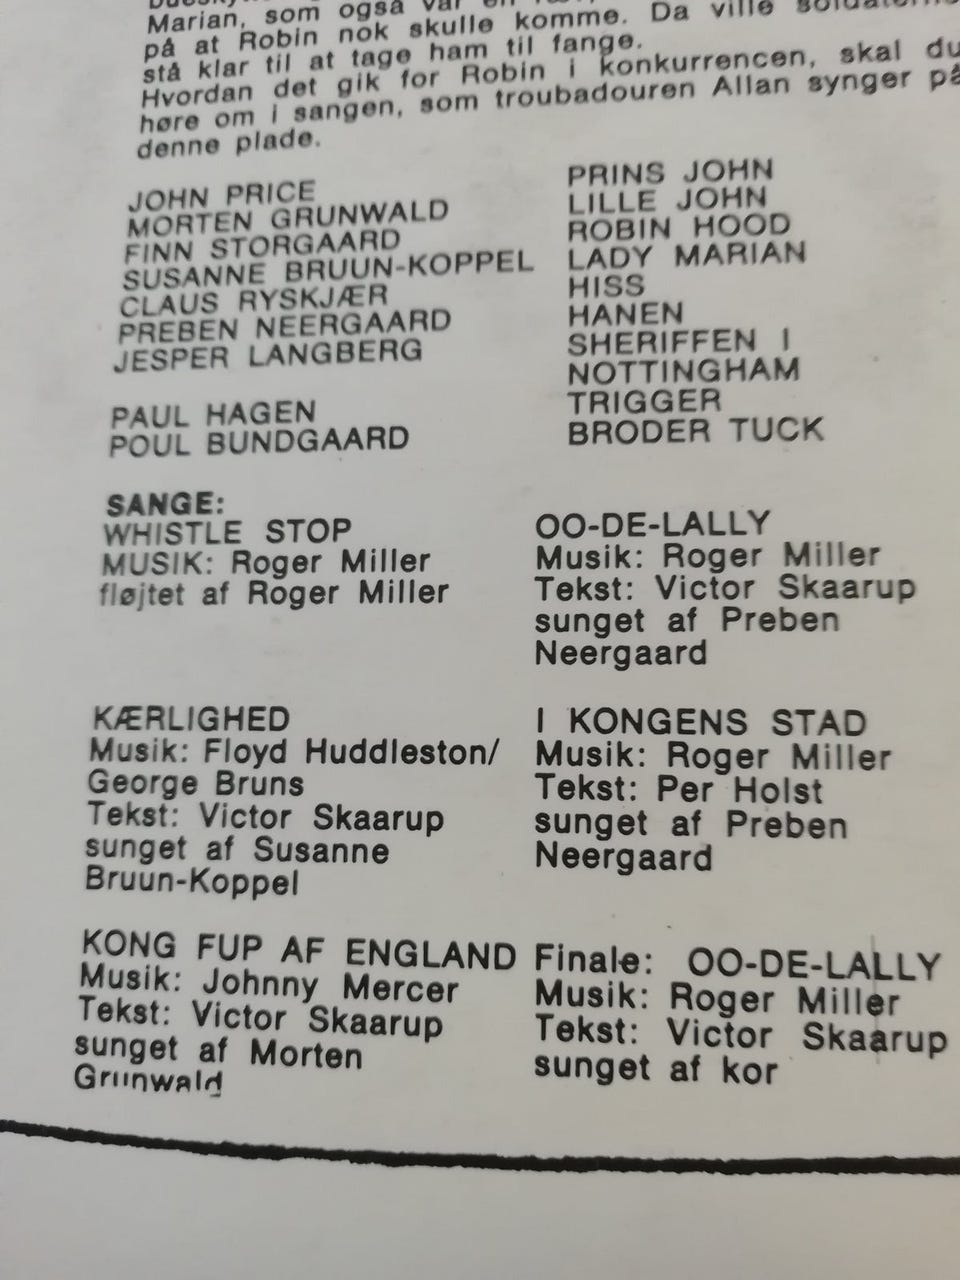 Marian, som også var en
på at Robin nok skulle komme. Da ville soldaterne
stå klar til at tage ham til fange.
Hvordan det gik for Robin i konkurrencen, skal du
høre om i sangen, som troubadouren Allan synger på
denne plade.
JOHN PRICE PRINS JOHN
MORTEN GRUNWALD LILLE JOHN
FINN STORGAARD ROBIN HOOD
SUSANNE BRUUN-KOPPEL LADY MARIAN
CLAUS RYSKJÆR HISS
PREBEN NEERGAARD HANEN
JESPER LANGBERG SHERIFFEN I
NOTTINGHAM
PAUL HAGEN TRIGGER
POUL BUNDGAARD BRODER TUCK
SANGE:
WHISTLE STOP
MUSIK: Roger Miller
fløjtet af Roger Miller
OO-DE-LALLY
Musik: Roger Miller
Tekst: Victor Skaarup
sunget af Preben
Neergaard
KÆRLIGHED
Musik: Floyd Huddleston/
George Bruns
Tekst: Victor Skaarup
sunget af Susanne
Bruun-Koppel
I KONGENS STAD
Musik: Roger Miller
Tekst: Per Holst
sunget af Preben
Neergaard
KONG FUP AF ENGLAND
Musik: Johnny Mercer
Tekst: Victor Skaarup
sunget af Morten
Grunwald
Finale: OO-DE-LALLY
Musik: Roger Miller
Tekst: Victor Skaarup
sunget af kor